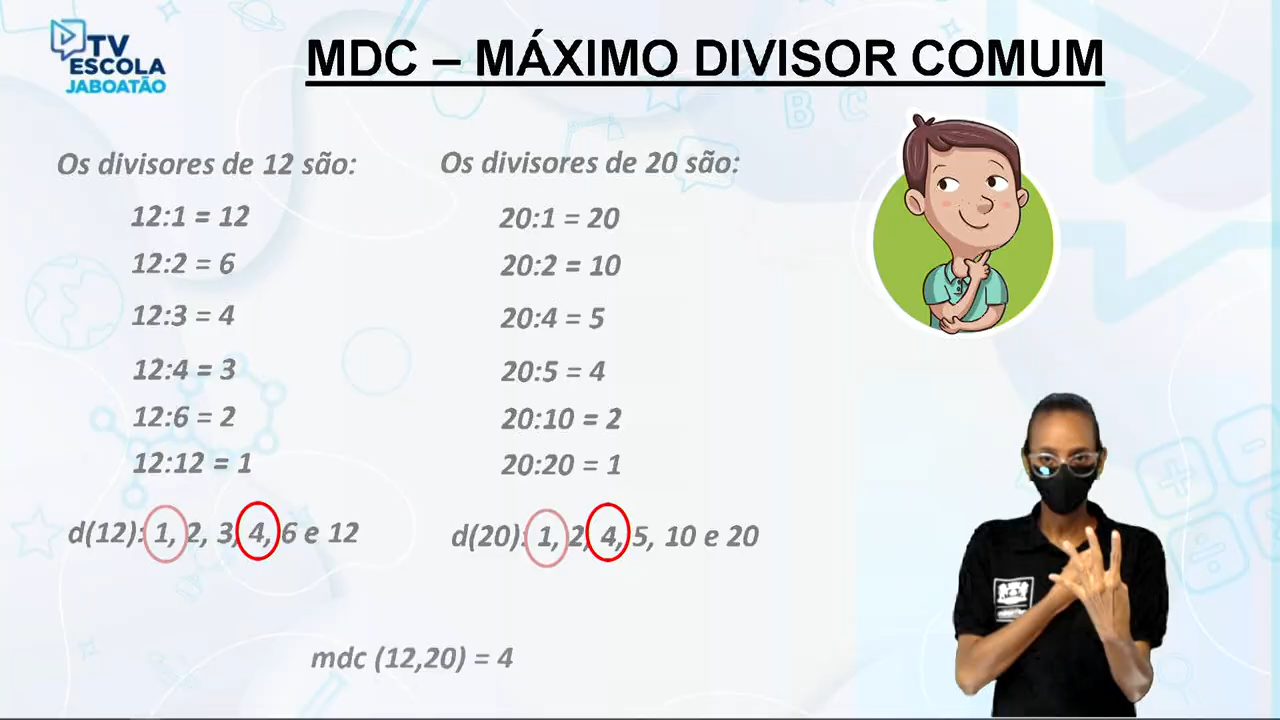 TV
ESCOLA
JABOATÃO
MDC – MÁXIMO DIVISOR COMUM
B C
Os divisores de 12 são:
12:1 = 12
12:2 = 6
12:3 = 4
12:4 = 3
12:6 = 2
12:12 = 1
d(12): 1, 2, 3, 4, 6 e 12
Os divisores de 20 são:
20:1 = 20
20:2 = 10
20:4 = 5
20:5 = 4
20:10 = 2
20:20 = 1
d(20): 1, 2, 4, 5, 10 e 20
mdc (12,20) = 4